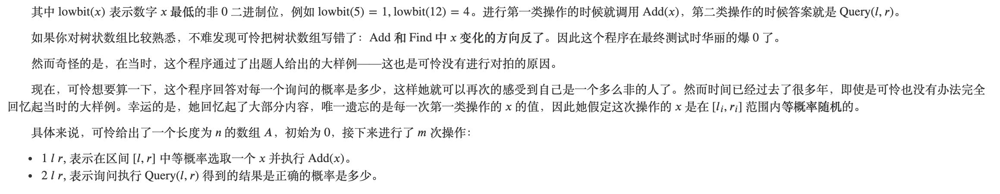 其中 lowbit(x) 表示数字 x 最低的非 0 二进制位，例如 lowbit(5) = 1, lowbit(12) = 4。进行第一类操作的时候就调用 Add(x)，第二类操作的时候答案就是 Query(l, r)。
如果你对树状数组比较熟悉，不难发现可怜把树状数组写错了：Add 和 Find 中 x 变化的方向反了。因此这个程序在最终测试时华丽的爆 0 了。
然而奇怪的是，在当时，这个程序通过了出题人给出的大样例——这也是可怜没有进行对拍的原因。
现在，可怜想要算一下，这个程序回答对每一个询问的概率是多少，这样她就可以再次的感受到自己是一个多么非的人了。然而时间已经过去了很多年，即使是可怜也没有办法完全
回忆起当时的大样例。幸运的是，她回忆起了大部分内容，唯一遗忘的是每一次第一类操作的 x 的值，因此她假定这次操作的 x 是在 [li, ri] 范围内等概率随机的。
具体来说，可怜给出了一个长度为 n 的数组 A，初始为 0，接下来进行了 m 次操作：
• 1 l r, 表示在区间 [l, r] 中等概率选取一个 x 并执行 Add(x)。
• 2 l r, 表示询问执行 Query(l, r) 得到的结果是正确的概率是多少。